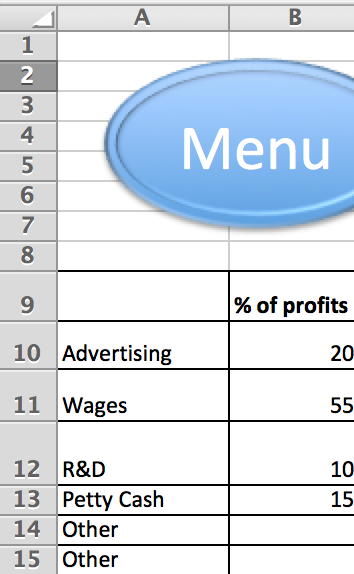 A B
1
2
3
4
5
6
7
8
Menu
9 % of profits
10 Advertising 20
11 Wages 55
12 R&D 10
13 Petty Cash 15
14 Other
15 Other